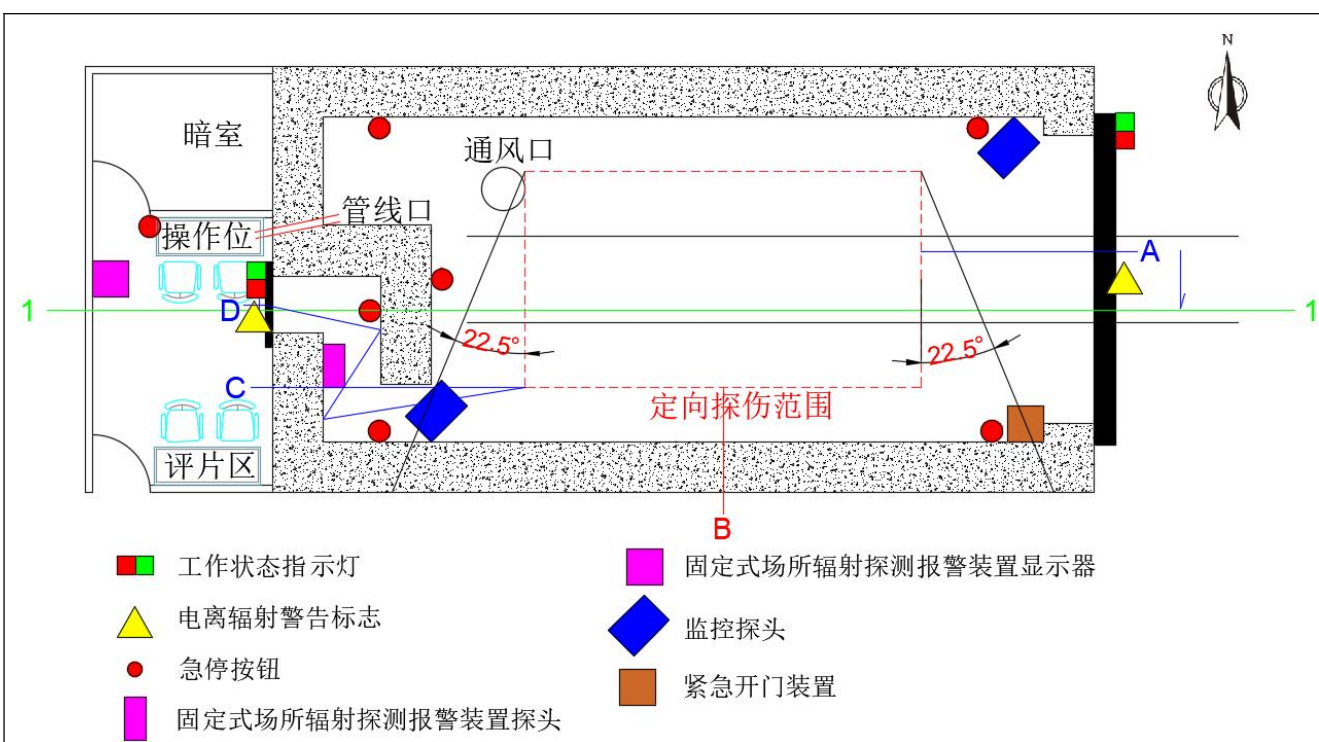 N
暗室
通风口
管线口
操作位
A
1
D
1
22.5°
22.5°
C
定向探伤范围
评片区
B
工作状态指示灯
固定式场所辐射探测报警装置显示器
电离辐射警告标志
监控探头
急停按钮
紧急开门装置
固定式场所辐射探测报警装置探头